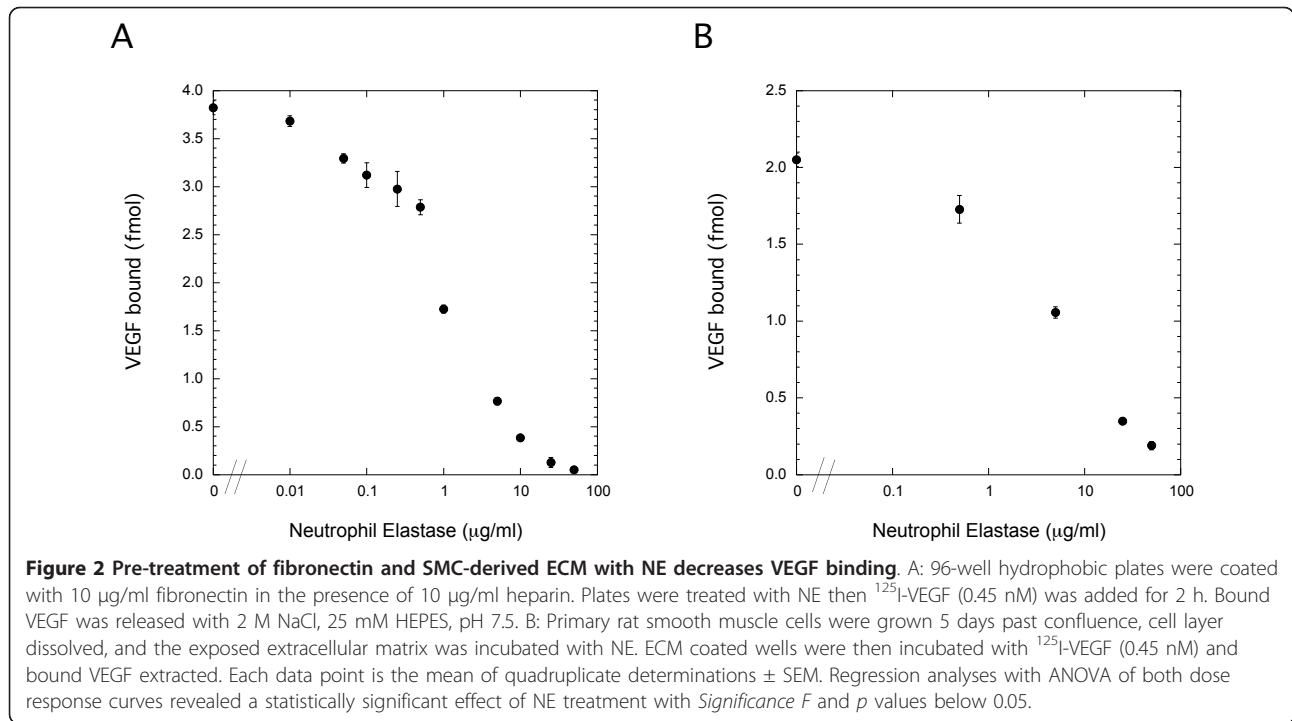 A
B
4.0
3.5
3.0
2.5
2.0
1.5
1.0
0.5
0.0
VEGF bound (fmol)
0 0.01 0.1 1 10 100
Neutrophil Elastase (µg/ml)
2.5
2.0
1.5
1.0
0.5
0.0
VEGF bound (fmol)
0 0.1 1 10 100
Neutrophil Elastase (µg/ml)
Figure 2 Pre-treatment of fibronectin and SMC-derived ECM with NE decreases VEGF binding. A: 96-well hydrophobic plates were coated
with 10 µg/ml fibronectin in the presence of 10 µg/ml heparin. Plates were treated with NE then ¹²⁵I-VEGF (0.45 nM) was added for 2 h. Bound
VEGF was released with 2 M NaCl, 25 mM HEPES, pH 7.5. B: Primary rat smooth muscle cells were grown 5 days past confluence, cell layer
dissolved, and the exposed extracellular matrix was incubated with NE. ECM coated wells were then incubated with ¹²⁵I-VEGF (0.45 nM) and
bound VEGF extracted. Each data point is the mean of quadruplicate determinations ± SEM. Regression analyses with ANOVA of both dose
response curves revealed a statistically significant effect of NE treatment with Significance F and p values below 0.05.